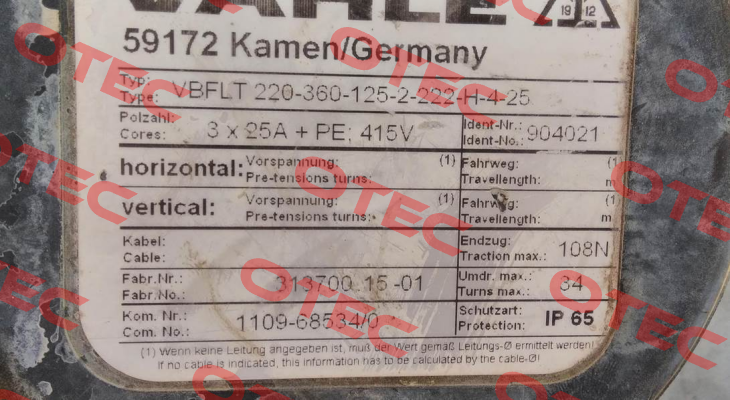 VAHLE
19 12
59172 Kamen/Germany
Typ: Type: VBFLT 220-360-125-2-222-H-4-25
Polzahl: Cores: 3 x 25A + PE; 415V Ident-Nr.: Ident-No.: 904021
horizontal: Vorspannung: (1) Pre-tensions turns: Fahrweg: (1) Travellength: m
vertical: Vorspannung: (1) Pre-tensions turns: Fahrweg: (1) Travellength: m
Kabel: Cable: Endzug: Traction max.: 108N
Fabr.Nr.: Fabr.No.: 313700 15 -01 Umdr. max.: Turns max.: 34
Kom. Nr.: Com. No.: 1109-68534/0 Schutzart: Protection: IP 65
(1) Wenn keine Leitung angegeben ist, muß der Wert gemäß Leitungs-Ø ermittelt werden!
If no cable is indicated, this information has to be calculated by the cable-Ø!
OTEC